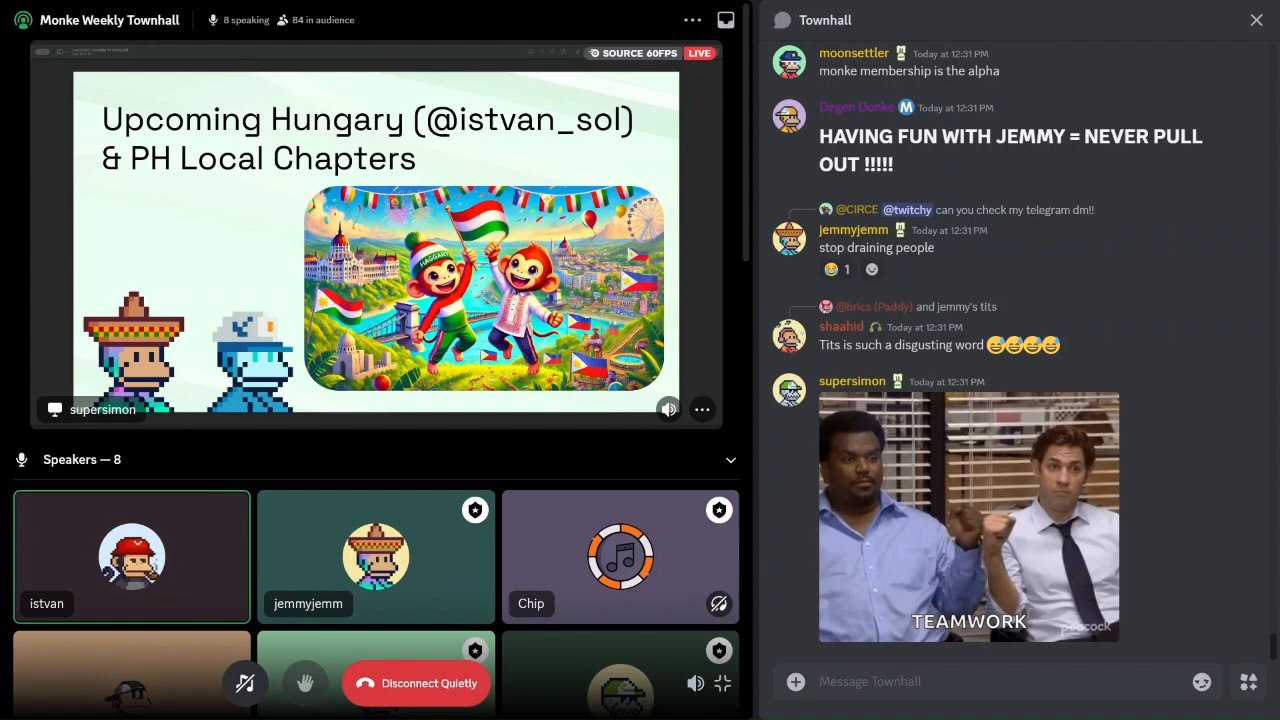 Monke Weekly Townhall
8 speaking
84 in audience
SOURCE 60FPS
LIVE
Upcoming Hungary (@istvan_sol)
& PH Local Chapters
HAGGARY
supersimon
Speakers — 8
istvan
jemmyjemm
Chip
Disconnect Quietly
Townhall
moonsettler Today at 12:31 PM
monke membership is the alpha
Degen Donke M Today at 12:31 PM
HAVING FUN WITH JEMMY = NEVER PULL
OUT !!!!!
@CIRCE @twitchy can you check my telegram dm!!
jemmyjemm Today at 12:31 PM
stop draining people
😂 1
@brics (Paddy) and jemmy's tits
shaahid Today at 12:31 PM
Tits is such a disgusting word 😅😅😅😅
supersimon Today at 12:31 PM
TEAMWORK
peacock
Message Townhall